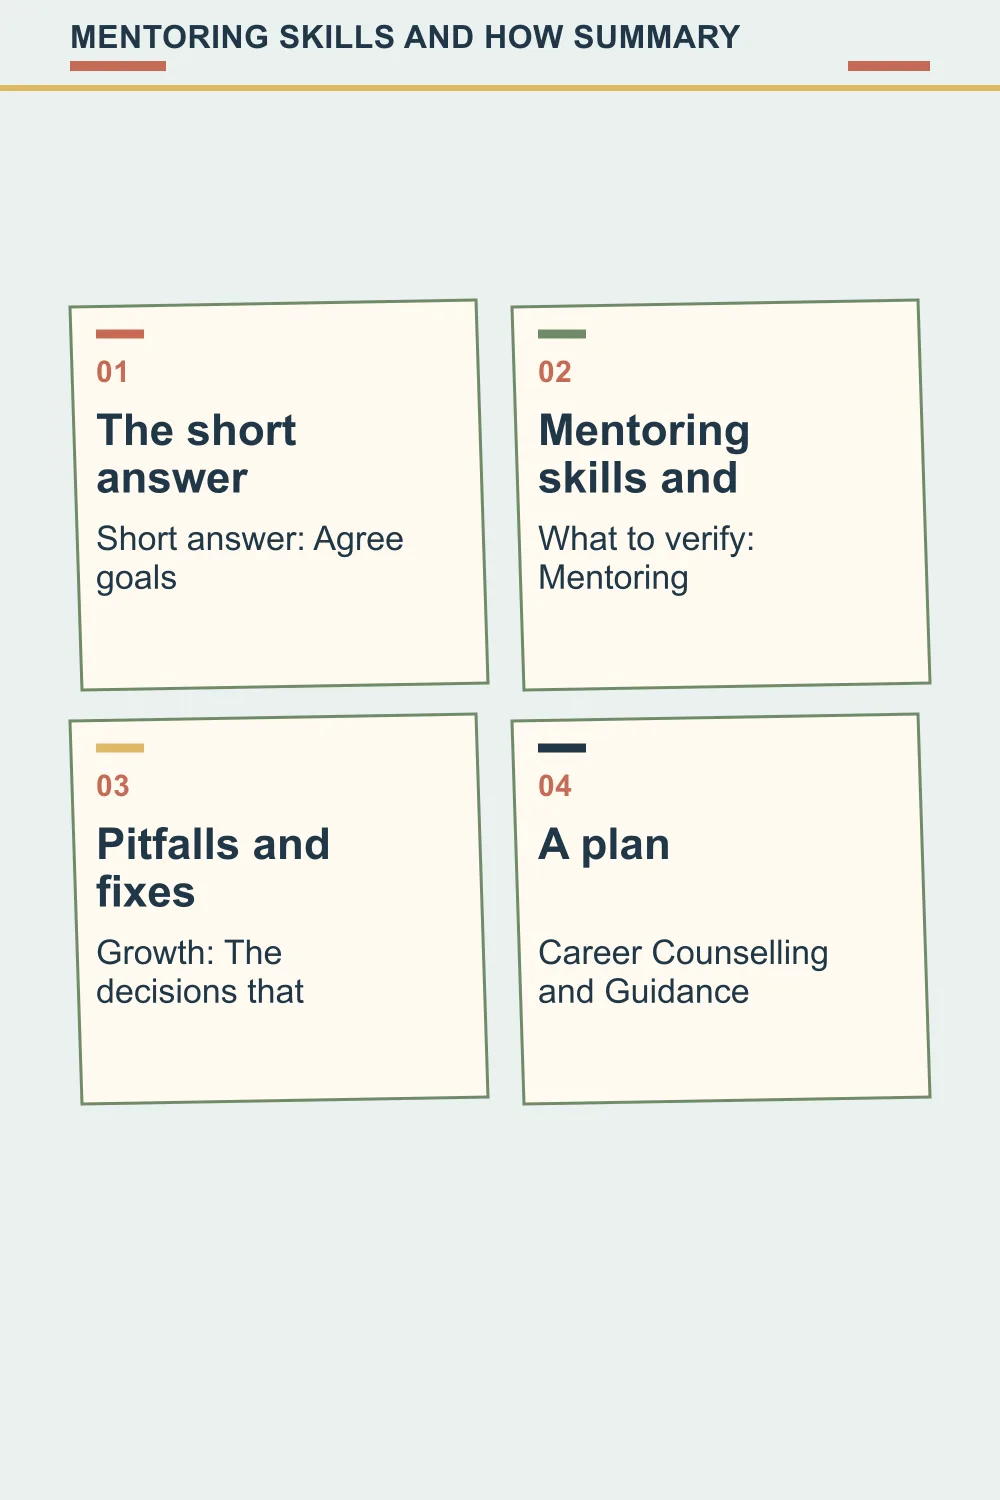 MENTORING SKILLS AND HOW SUMMARY
01
The short
answer
Short answer: Agree
goals
02
Mentoring
skills and
What to verify:
Mentoring
03
Pitfalls and
fixes
Growth: The
decisions that
04
A plan
Career Counselling
and Guidance